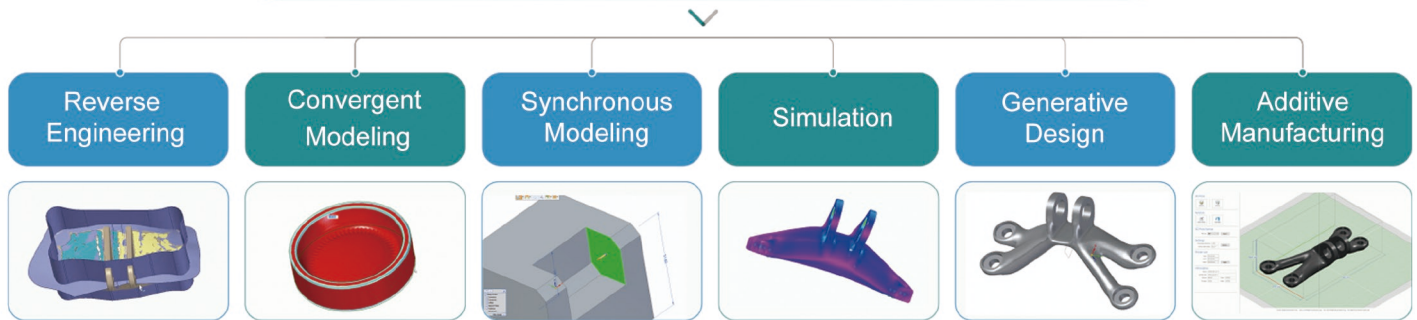 Reverse
Engineering
Convergent
Modeling
Synchronous
Modeling
Simulation
Generative
Design
Additive
Manufacturing